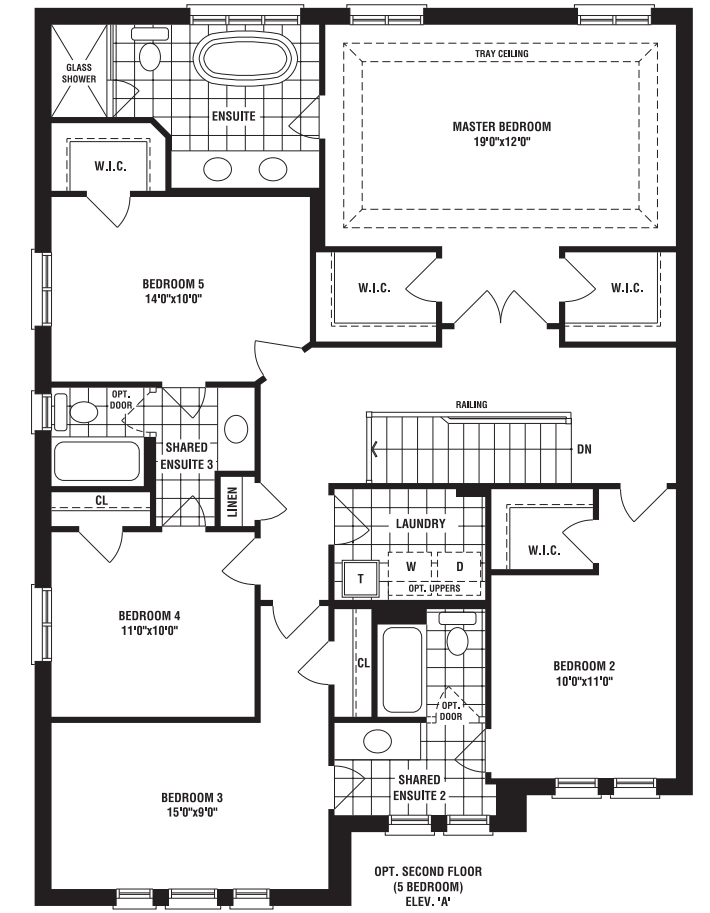 TRAY CEILING
GLASS
SHOWER
ENSUITE
MASTER BEDROOM
19'0"x12'0"
W.I.C.
BEDROOM 5
14'0"x10'0"
W.I.C.
W.I.C.
OPT.
DOOR
RAILING
SHARED
ENSUITE 3
DN
CL
LINEN
LAUNDRY
W.I.C.
T
W
D
OPT. UPPERS
BEDROOM 4
11'0"x10'0"
CL
BEDROOM 2
10'0"x11'0"
OPT.
DOOR
SHARED
ENSUITE 2
BEDROOM 3
15'0"x9'0"
OPT. SECOND FLOOR
(5 BEDROOM)
ELEV. 'A'